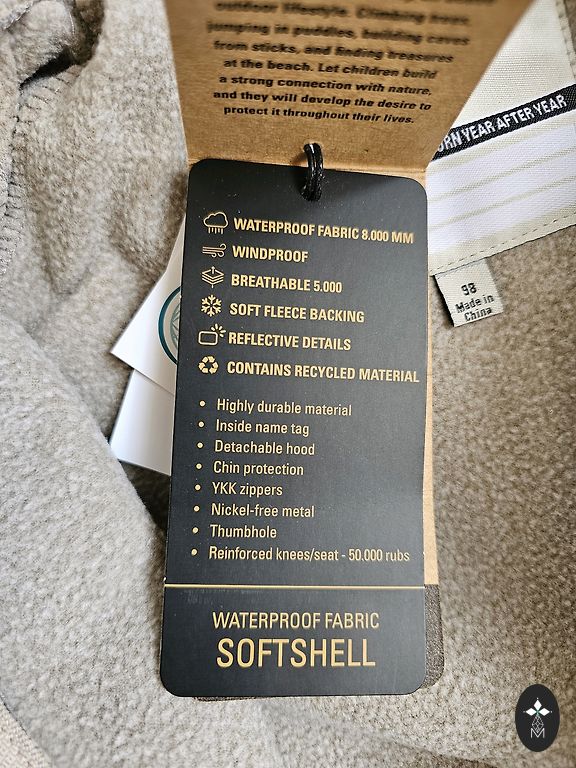 outdoor lifestyle. Climbing trees,
jumping in puddles, building caves
from sticks, and finding treasures
at the beach. Let children build
a strong connection with nature,
and they will develop the desire to
protect it throughout their lives.
ORN YEAR AFTER YEAR
98
Made in
China
WATERPROOF FABRIC 8.000 MM
WINDPROOF
BREATHABLE 5.000
SOFT FLEECE BACKING
REFLECTIVE DETAILS
CONTAINS RECYCLED MATERIAL
• Highly durable material
• Inside name tag
• Detachable hood
• Chin protection
• YKK zippers
• Nickel-free metal
• Thumbhole
• Reinforced knees/seat - 50.000 rubs
WATERPROOF FABRIC
SOFTSHELL
M